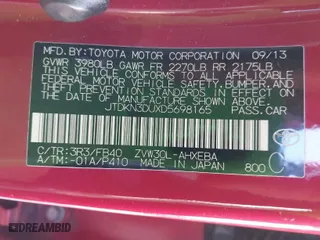 MFD. BY: TOYOTA MOTOR CORPORATION 09/13
GVWR 3980LB GAWR FR 2270LB RR 2175LB
THIS VEHICLE CONFORMS TO ALL APPLICABLE
FEDERAL MOTOR VEHICLE SAFETY, BUMPER, AND
THEFT PREVENTION STANDARDS IN EFFECT ON
THE DATE OF MANUFACTURE SHOWN ABOVE.
JTDKN3DUXD5698165 PASS.CAR
C/TR: 3R3/FB40 ZVW30L-AHXEBA
A/TM: -01A/P410 MADE IN JAPAN 800
C
DREAMBID
DREAMBID.COM